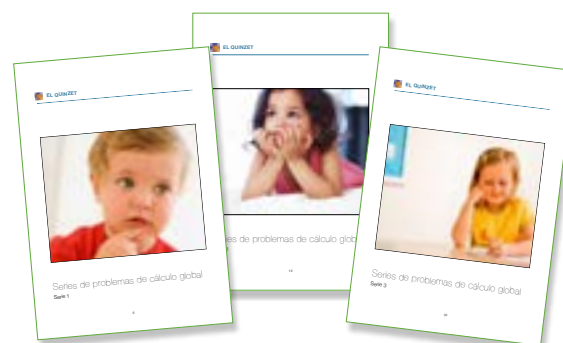 EL QUINZET
Series de problemas de cálculo global
Serie 1
EL QUINZET
ies de problemas de cálculo glob
EL QUINZET
Series de problemas de cálculo global
Serie 3